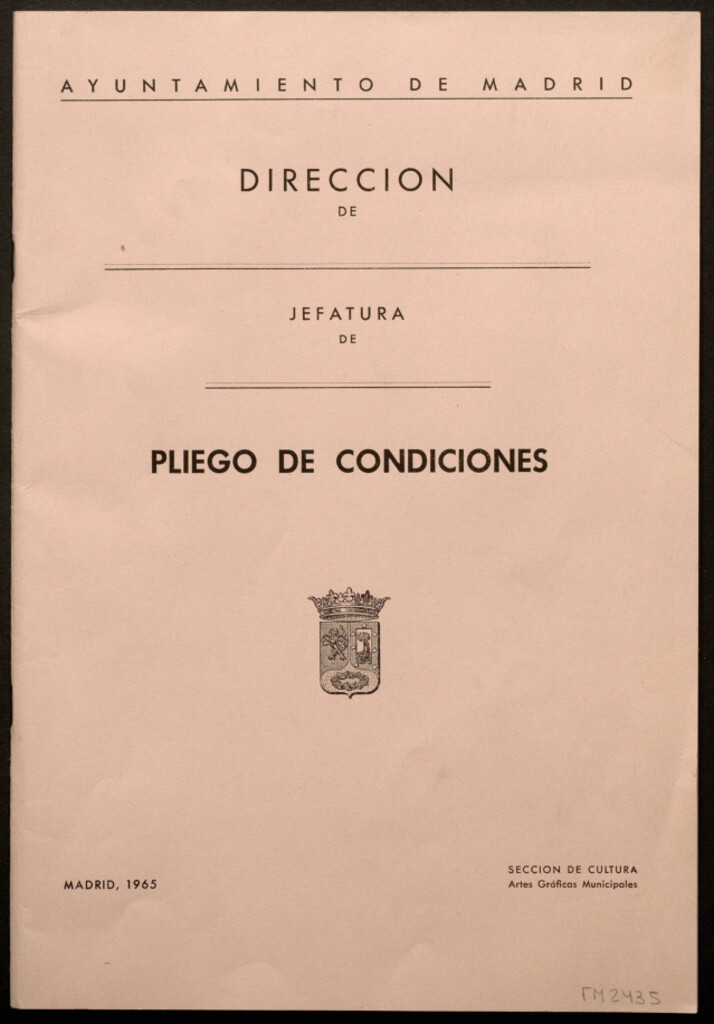 AYUNTAMIENTO DE MADRID
DIRECCION
DE
JEFATURA
DE
PLIEGO DE CONDICIONES
MADRID, 1965
SECCION DE CULTURA
Artes Gráficas Municipales
FM2435